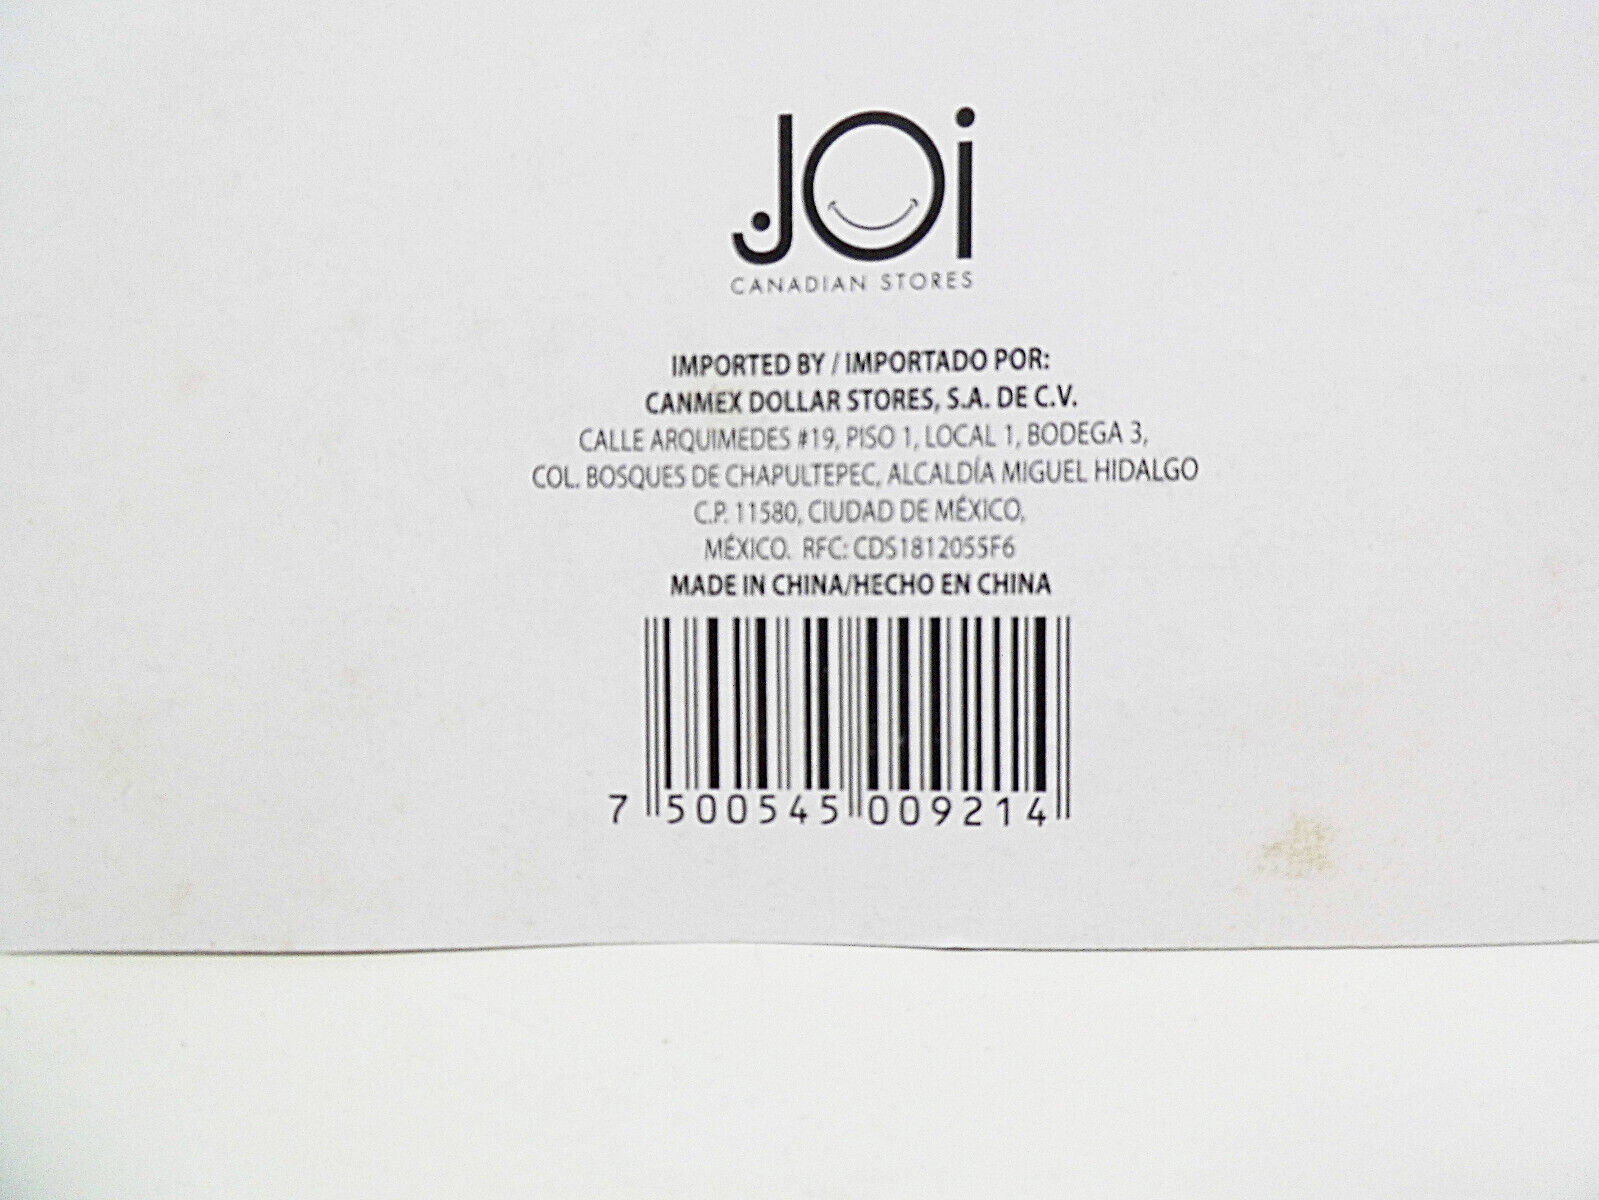 JOi
CANADIAN STORES
IMPORTED BY / IMPORTADO POR:
CANMEX DOLLAR STORES, S.A. DE C.V.
CALLE ARQUIMEDES #19, PISO 1, LOCAL 1, BODEGA 3,
COL. BOSQUES DE CHAPULTEPEC, ALCALDÍA MIGUEL HIDALGO
C.P. 11580, CIUDAD DE MÉXICO,
MÉXICO. RFC: CDS1812055F6
MADE IN CHINA/HECHO EN CHINA
7 500545 009214